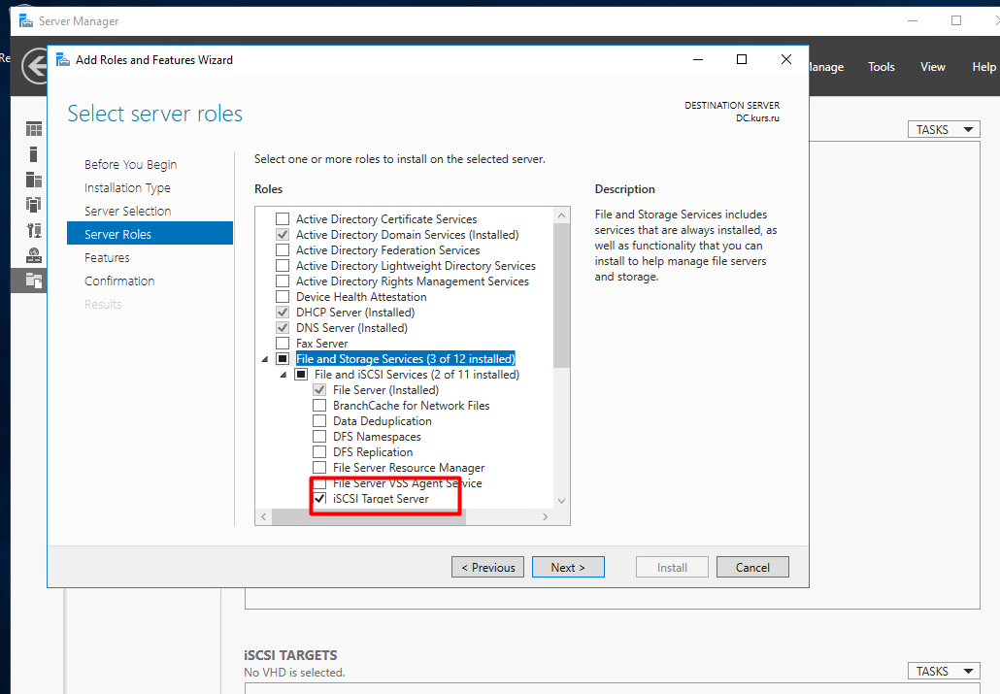 Server Manager
Re
Add Roles and Features Wizard
Manage Tools View Help
Select server roles
DESTINATION SERVER
DC.kurs.ru
TASKS
Before You Begin
Installation Type
Server Selection
Server Roles
Features
Confirmation
Results
Select one or more roles to install on the selected server.
Roles
Active Directory Certificate Services
Active Directory Domain Services (Installed)
Active Directory Federation Services
Active Directory Lightweight Directory Services
Active Directory Rights Management Services
Device Health Attestation
DHCP Server (Installed)
DNS Server (Installed)
Fax Server
File and Storage Services (3 of 12 installed)
File and iSCSI Services (2 of 11 installed)
File Server (Installed)
BranchCache for Network Files
Data Deduplication
DFS Namespaces
DFS Replication
File Server Resource Manager
File Server VSS Agent Service
iSCSI Target Server
Description
File and Storage Services includes
services that are always installed, as
well as functionality that you can
install to help manage file servers
and storage.
< Previous
Next >
Install
Cancel
iSCSI TARGETS
No VHD is selected.
TASKS